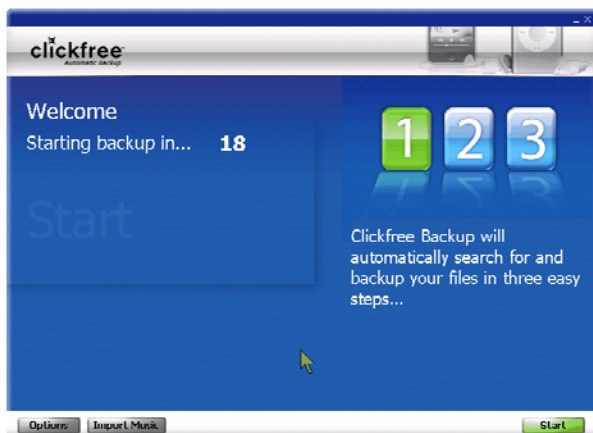 clickfree
Automatic Backup
Welcome
Starting backup in... 18
Start
1 2 3
Clickfree Backup will
automatically search for and
backup your files in three easy
steps...
Options Import Music Start